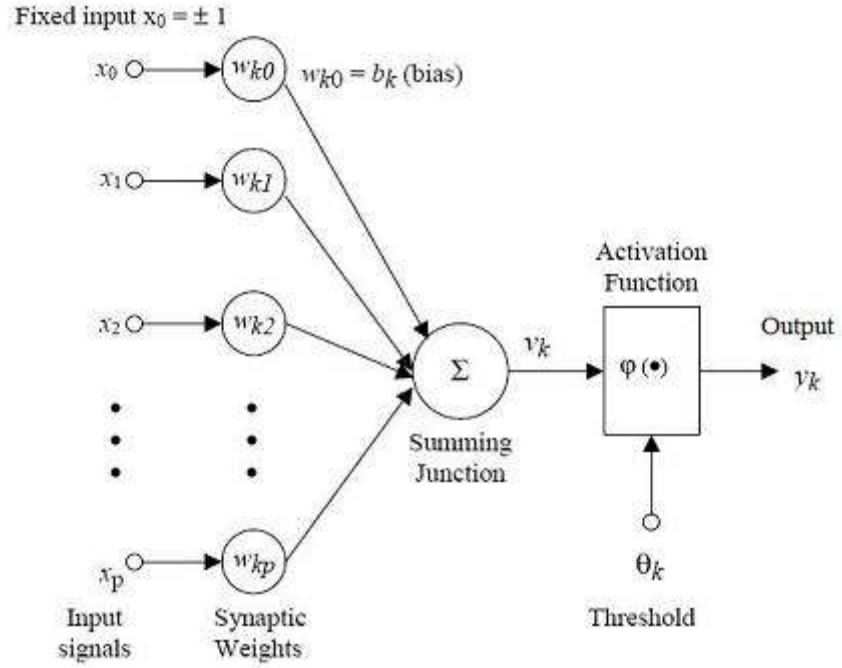 Fixed input x₀ = ± 1
x₀
w_k0
w_k0 = b_k (bias)
x₁
w_k1
x₂
w_k2
x_p
w_kp
Input
signals
Synaptic
Weights
Σ
Summing
Junction
v_k
Activation
Function
φ (•)
Output
y_k
θ_k
Threshold